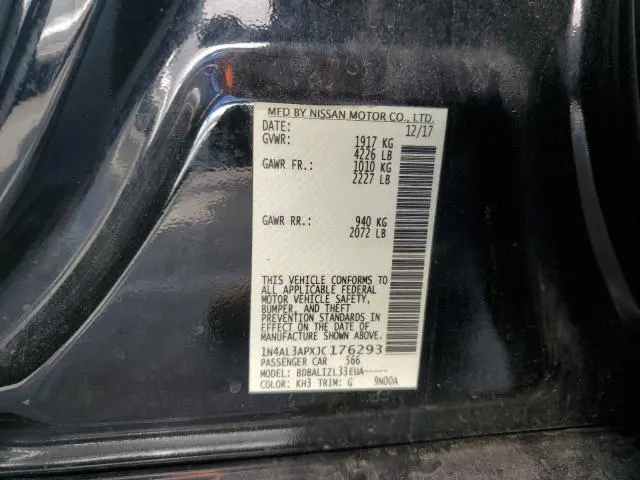 MFD BY NISSAN MOTOR CO., LTD.
DATE: 12/17
GVWR: 1917 KG
4226 LB
GAWR FR.: 1010 KG
2227 LB
GAWR RR.: 940 KG
2072 LB
THIS VEHICLE CONFORMS TO
ALL APPLICABLE FEDERAL
MOTOR VEHICLE SAFETY,
BUMPER, AND THEFT
PREVENTION STANDARDS IN
EFFECT ON THE DATE OF
MANUFACTURE SHOWN ABOVE.
1N4AL3APXJC176293
PASSENGER CAR 566
MODEL: BDBALIZL33EUA-----
COLOR: KH3 TRIM: G 9N00A